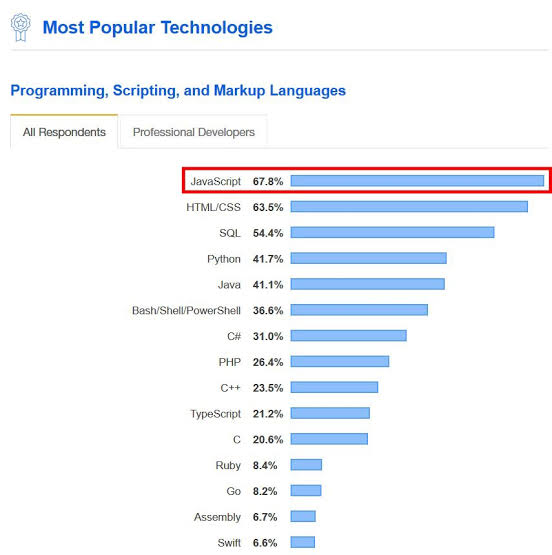 Most Popular Technologies
Programming, Scripting, and Markup Languages
All Respondents Professional Developers
JavaScript 67.8%
HTML/CSS 63.5%
SQL 54.4%
Python 41.7%
Java 41.1%
Bash/Shell/PowerShell 36.6%
C# 31.0%
PHP 26.4%
C++ 23.5%
TypeScript 21.2%
C 20.6%
Ruby 8.4%
Go 8.2%
Assembly 6.7%
Swift 6.6%